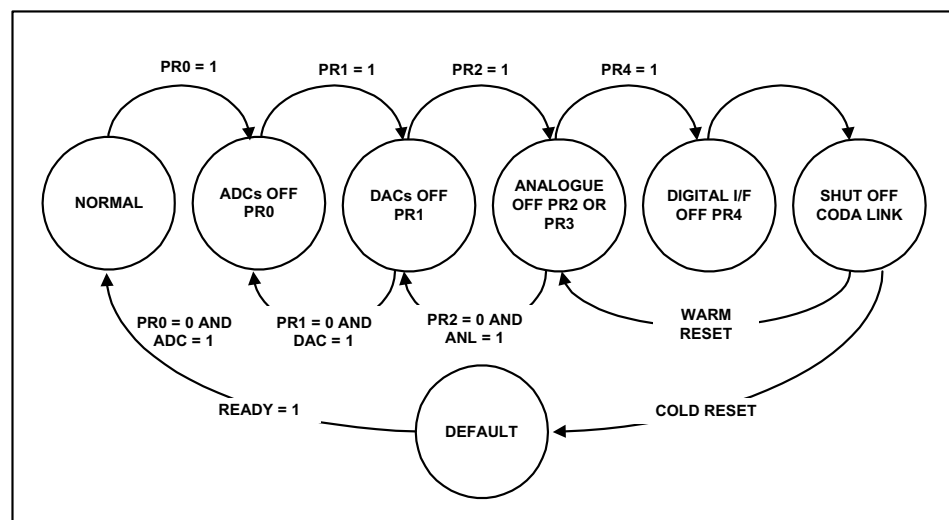 PR0 = 1
PR1 = 1
PR2 = 1
PR4 = 1
NORMAL
ADCs OFF
PR0
DACs OFF
PR1
ANALOGUE
OFF PR2 OR
PR3
DIGITAL I/F
OFF PR4
SHUT OFF
CODA LINK
PR0 = 0 AND
ADC = 1
PR1 = 0 AND
DAC = 1
PR2 = 0 AND
ANL = 1
WARM
RESET
READY = 1
DEFAULT
COLD RESET